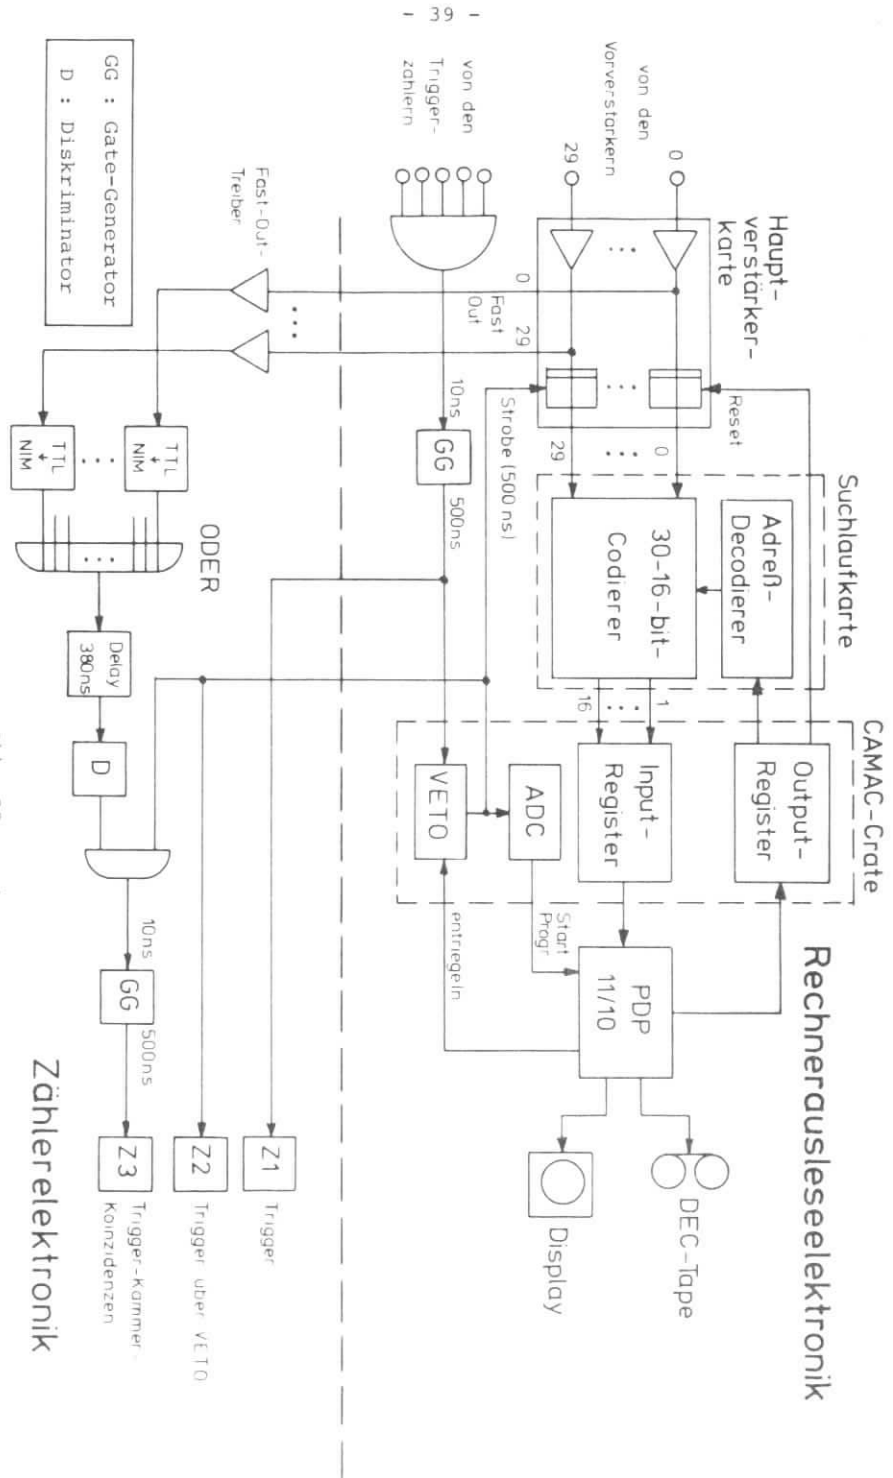 - 39 -
Rechnerausleseelektronik
Haupt-
verstärker-
karte
von den
Vorverstärkern
0
29
Reset
0
29
Suchlaufkarte
Adreß-
Decodierer
30-16-bit-
Codierer
1
16
CAMAC-Crate
Output-
Register
Input-
Register
ADC
VETO
Start
Progr
entriegeln
PDP
11/10
DEC-Tape
Display
von den
Trigger-
zählern
0
Fast
Out
29
10ns
GG
500ns
Strobe (500 ns)
Fast-Out-
Treiber
TTL
NIM
TTL
NIM
ODER
Delay
380ns
D
10ns
GG
500ns
Z1
Trigger
Z2
Trigger über VETO
Z3
Trigger-Kammer-
Koinzidenzen
Zählerelektronik
GG : Gate-Generator
D : Diskriminator